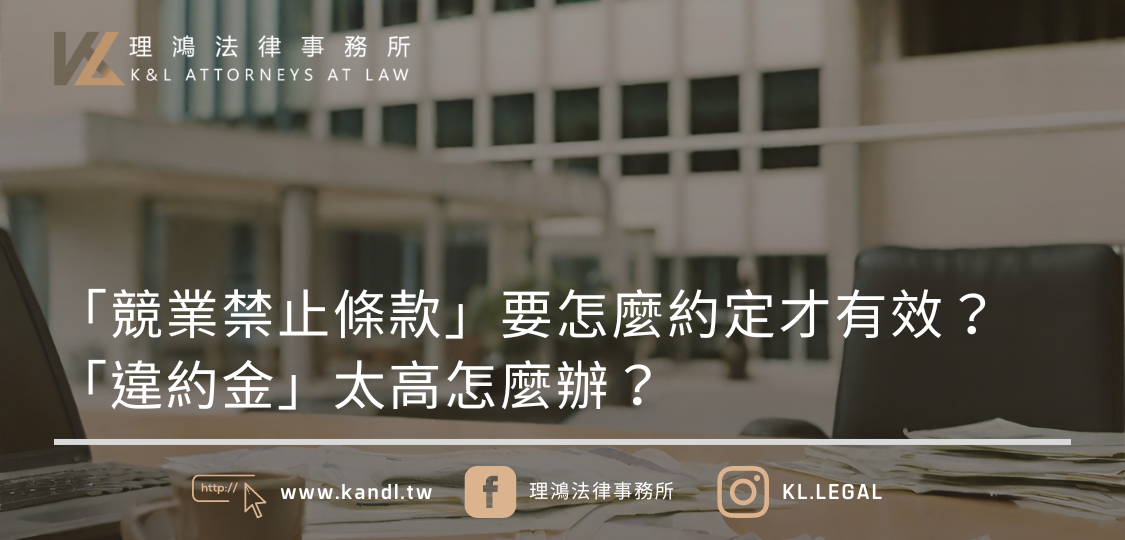 理鴻法律事務所
K&L ATTORNEYS AT LAW
「競業禁止條款」要怎麼約定才有效？
「違約金」太高怎麼辦？
http://
www.kandl.tw
理鴻法律事務所
KL.LEGAL